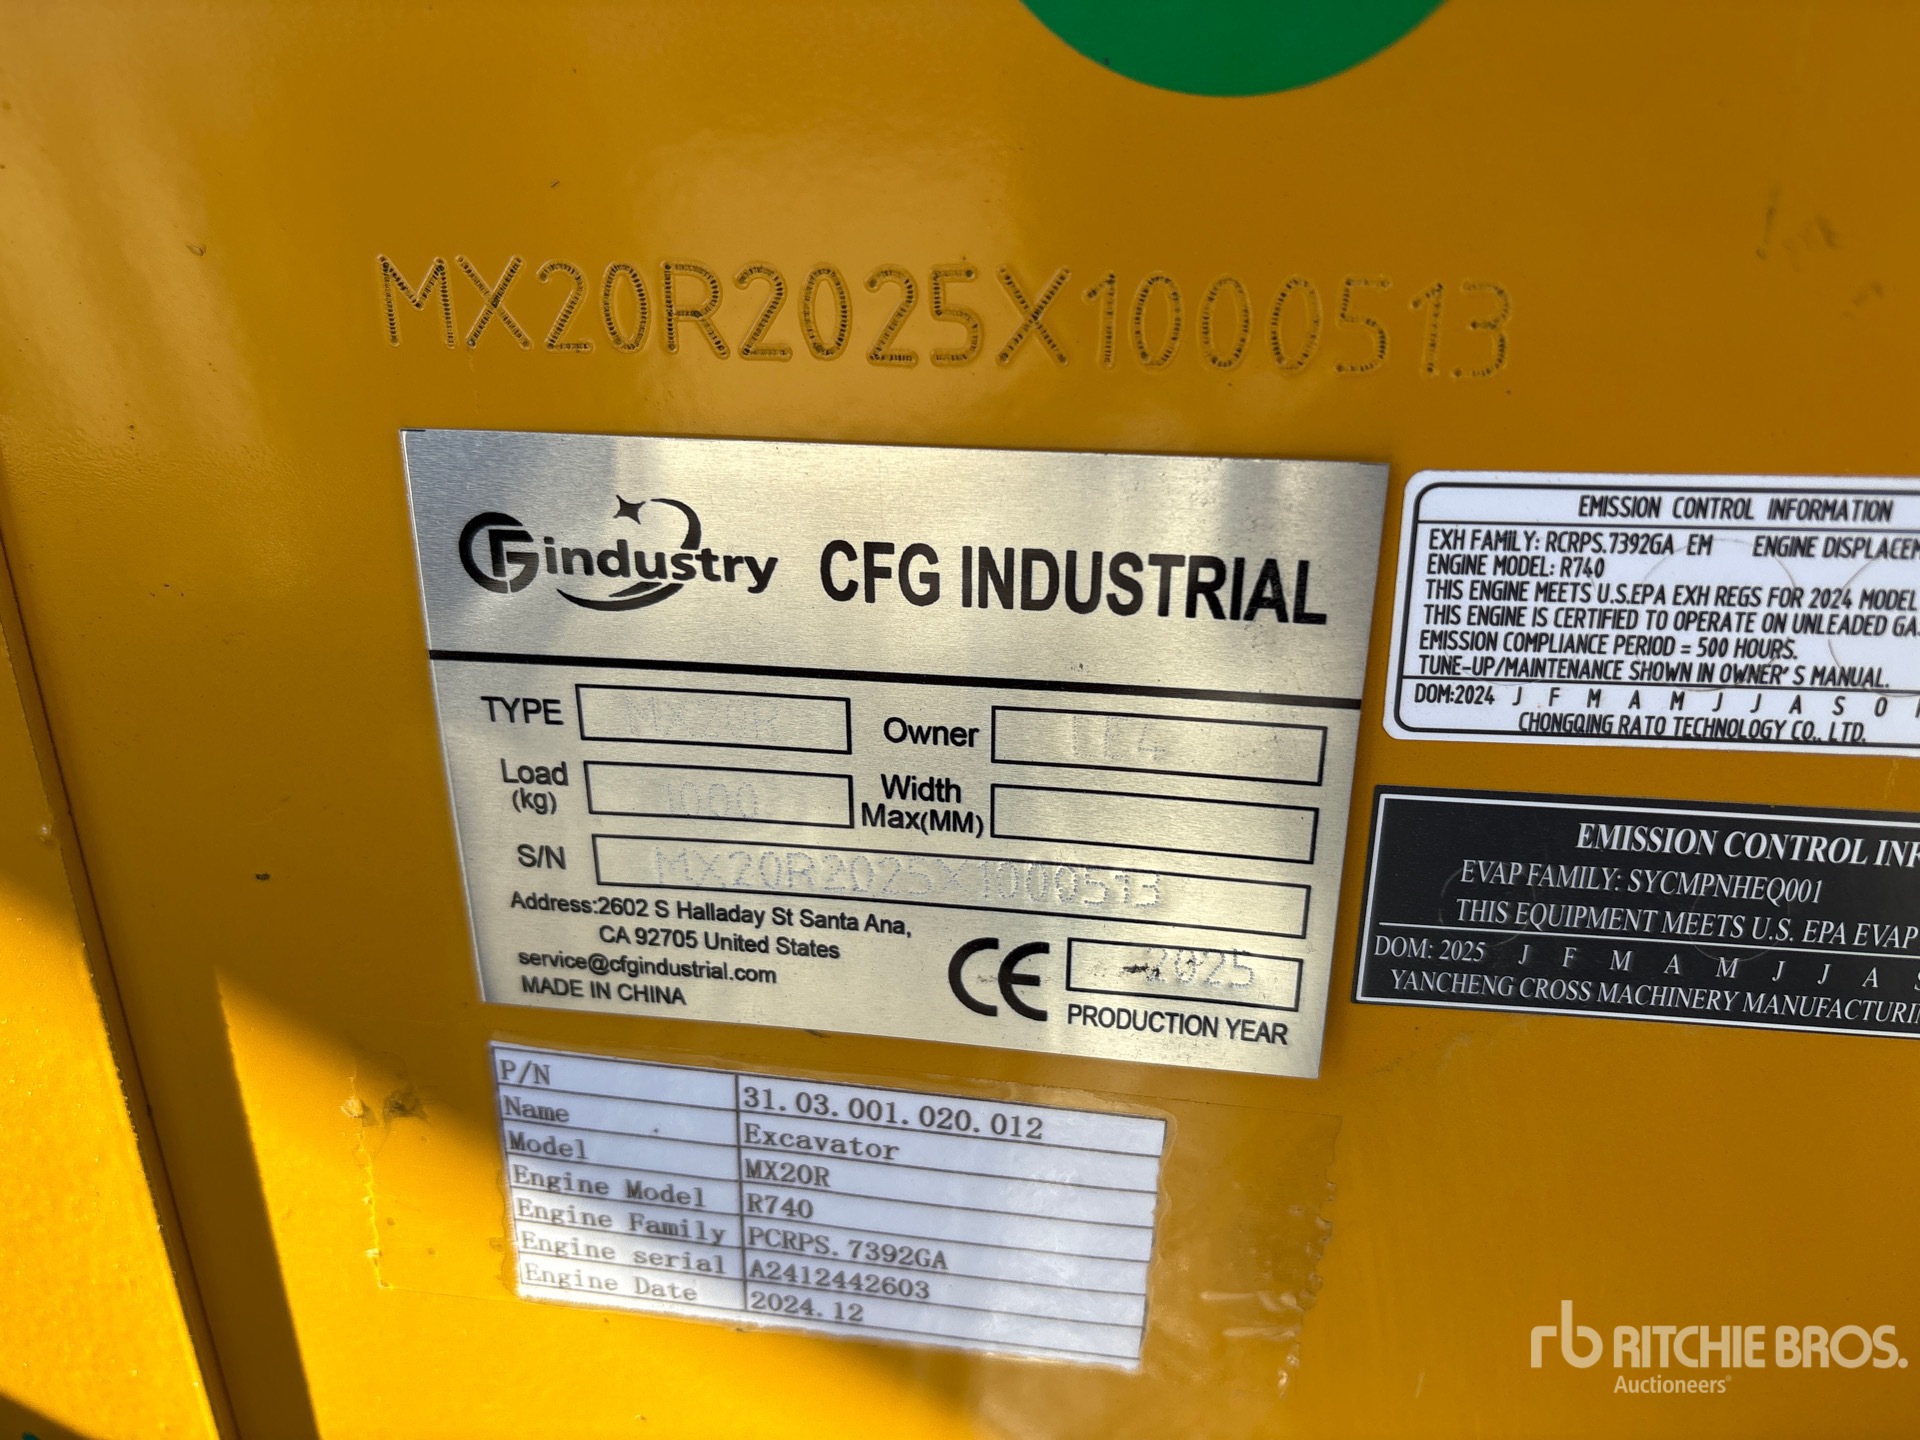 MX20R2025X1000513
CFGindustry CFG INDUSTRIAL
TYPE MX20R Owner
Load (kg) 1000 Width Max(MM)
S/N MX20R2025X1000513
Address:2602 S Halladay St Santa Ana,
CA 92705 United States
service@cfgindustrial.com
MADE IN CHINA
CE 2025
PRODUCTION YEAR
EMISSION CONTROL INFORMATION
EXH FAMILY: RCRPS.7392GA EM ENGINE DISPLACEM
ENGINE MODEL: R740
THIS ENGINE MEETS U.S.EPA EXH REGS FOR 2024 MODEL
THIS ENGINE IS CERTIFIED TO OPERATE ON UNLEADED GA
EMISSION COMPLIANCE PERIOD = 500 HOURS.
TUNE-UP/MAINTENANCE SHOWN IN OWNER'S MANUAL.
DOM:2024 J F M A M J J A S O
CHONGQING RATO TECHNOLOGY CO., LTD.
EMISSION CONTROL INF
EVAP FAMILY: SYCMPNHEQ001
THIS EQUIPMENT MEETS U.S. EPA EVAP
DOM: 2025 J F M A M J J A S
YANCHENG CROSS MACHINERY MANUFACTURIN
P/N 31.03.001.020.012
Name Excavator
Model MX20R
Engine Model R740
Engine Family PCRPS.7392GA
Engine serial A2412442603
Engine Date 2024.12
rb RITCHIE BROS.
Auctioneers